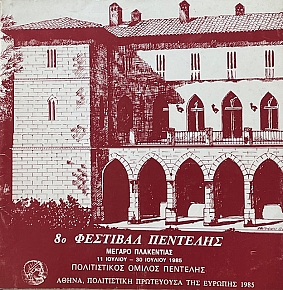 8ο ΦΕΣΤΙΒΑΛ ΠΕΝΤΕΛΗΣ
ΜΕΓΑΡΟ ΠΛΑΚΕΝΤΙΑΣ
11 ΙΟΥΛΙΟΥ - 30 ΙΟΥΛΙΟΥ 1985
ΠΟΛΙΤΙΣΤΙΚΟΣ ΟΜΙΛΟΣ ΠΕΝΤΕΛΗΣ
ΑΘΗΝΑ, ΠΟΛΙΤΙΣΤΙΚΗ ΠΡΩΤΕΥΟΥΣΑ ΤΗΣ ΕΥΡΩΠΗΣ 1985